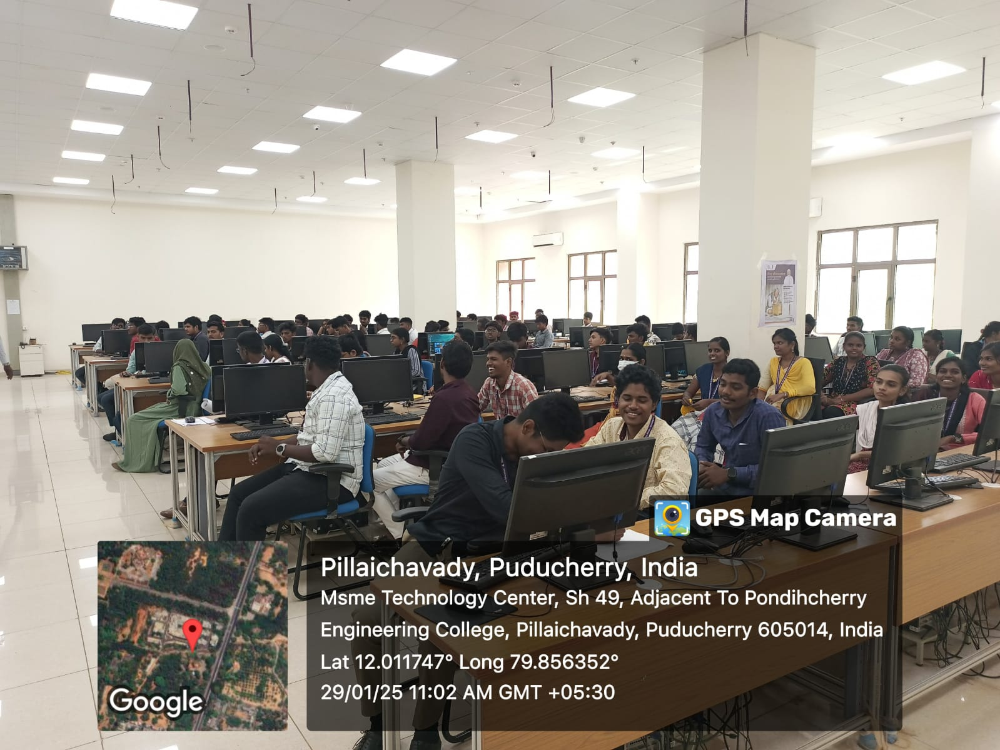 acer
GPS Map Camera
Pillaichavady, Puducherry, India
Msme Technology Center, Sh 49, Adjacent To Pondihcherry
Engineering College, Pillaichavady, Puducherry 605014, India
Lat 12.011747° Long 79.856352°
29/01/25 11:02 AM GMT +05:30
Google